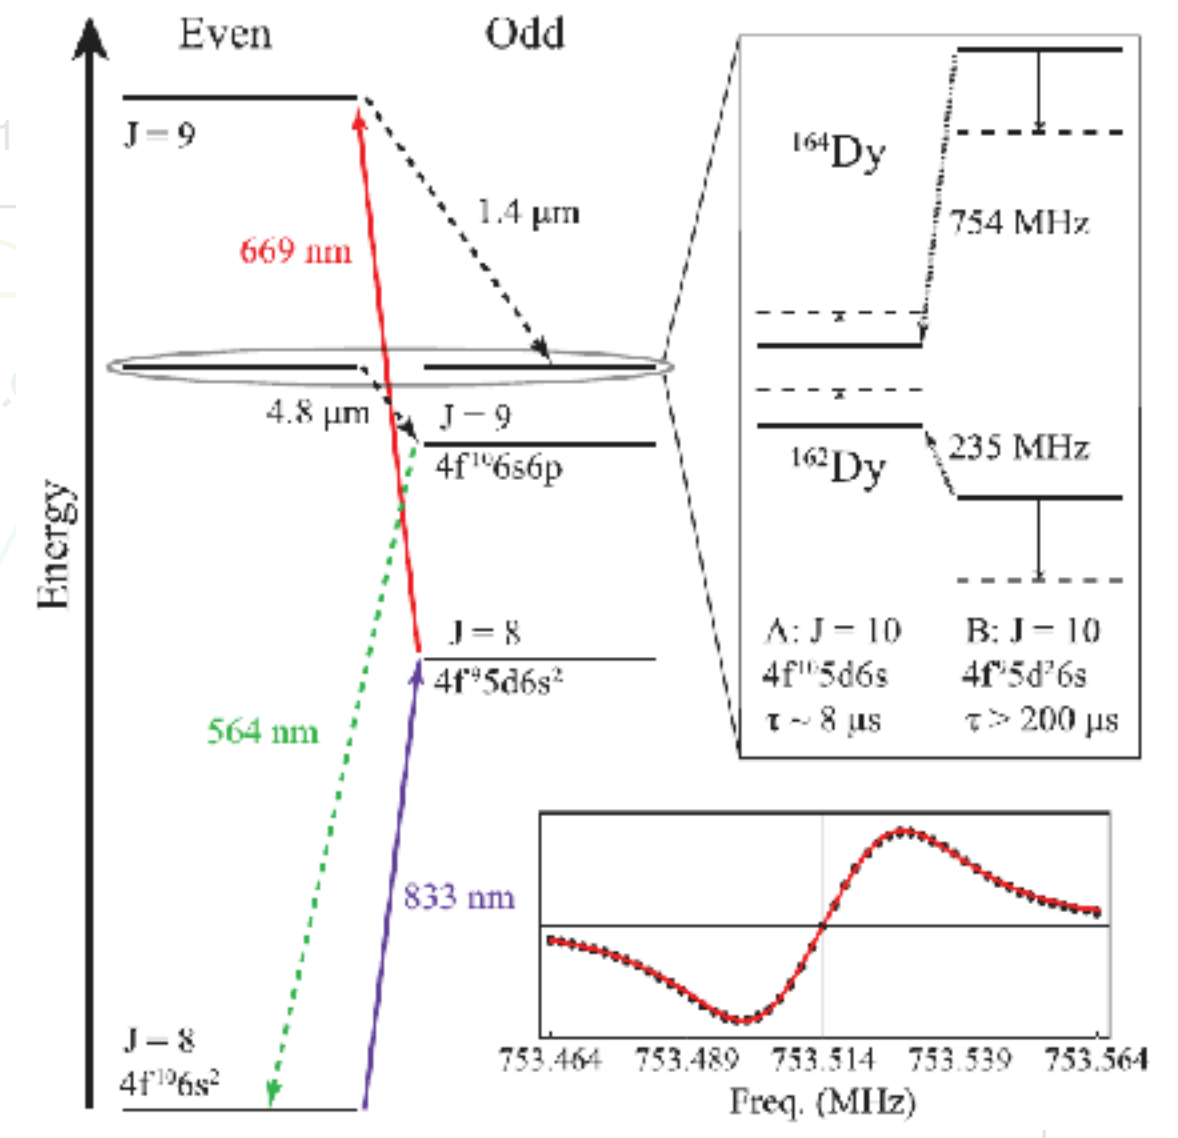 Even
Odd
J = 9
669 nm
1.4 μm
4.8 μm
J = 9
4f¹⁰6s6p
J = 8
4f⁹5d6s²
564 nm
833 nm
J = 8
4f¹⁰6s²
Energy
¹⁶⁴Dy
754 MHz
235 MHz
¹⁶²Dy
A: J = 10
4f¹⁰5d6s
τ ~ 8 μs
B: J = 10
4f⁹5d²6s
τ > 200 μs
753.464 753.489 753.514 753.539 753.564
Freq. (MHz)